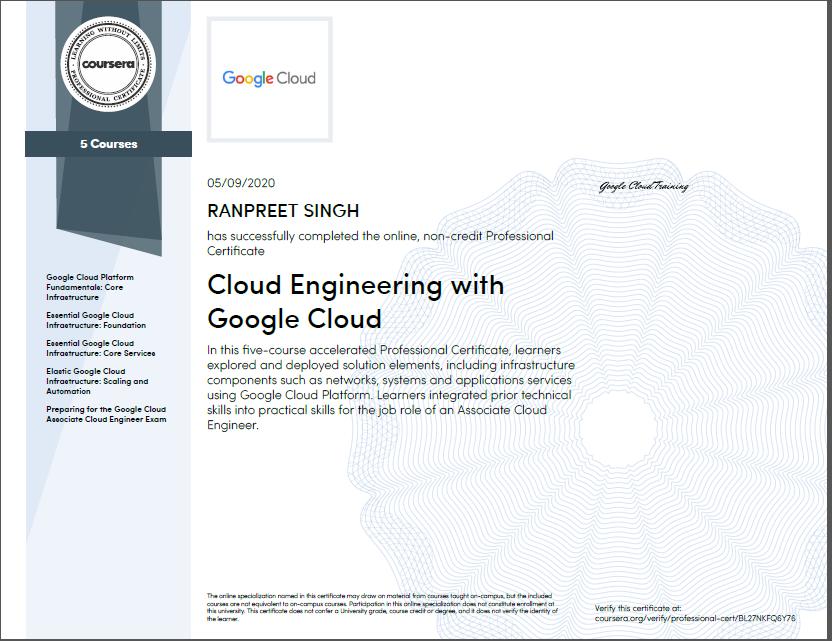 LEARNING WITHOUT LIMITS
coursera
PROFESSIONAL CERTIFICATE
5 Courses
Google Cloud Platform
Fundamentals: Core
Infrastructure
Essential Google Cloud
Infrastructure: Foundation
Essential Google Cloud
Infrastructure: Core Services
Elastic Google Cloud
Infrastructure: Scaling and
Automation
Preparing for the Google Cloud
Associate Cloud Engineer Exam
Google Cloud
05/09/2020
RANPREET SINGH
has successfully completed the online, non-credit Professional
Certificate
Cloud Engineering with
Google Cloud
In this five-course accelerated Professional Certificate, learners
explored and deployed solution elements, including infrastructure
components such as networks, systems and applications services
using Google Cloud Platform. Learners integrated prior technical
skills into practical skills for the job role of an Associate Cloud
Engineer.
Google Cloud Training
The online specialization named in this certificate may draw on material from courses taught on-campus, but the included
courses are not equivalent to on-campus courses. Participation in this online specialization does not constitute enrollment at
this university. This certificate does not confer a University grade, course credit or degree, and it does not verify the identity of
the learner.
Verify this certificate at:
coursera.org/verify/professional-cert/BL27NKFQ6Y76